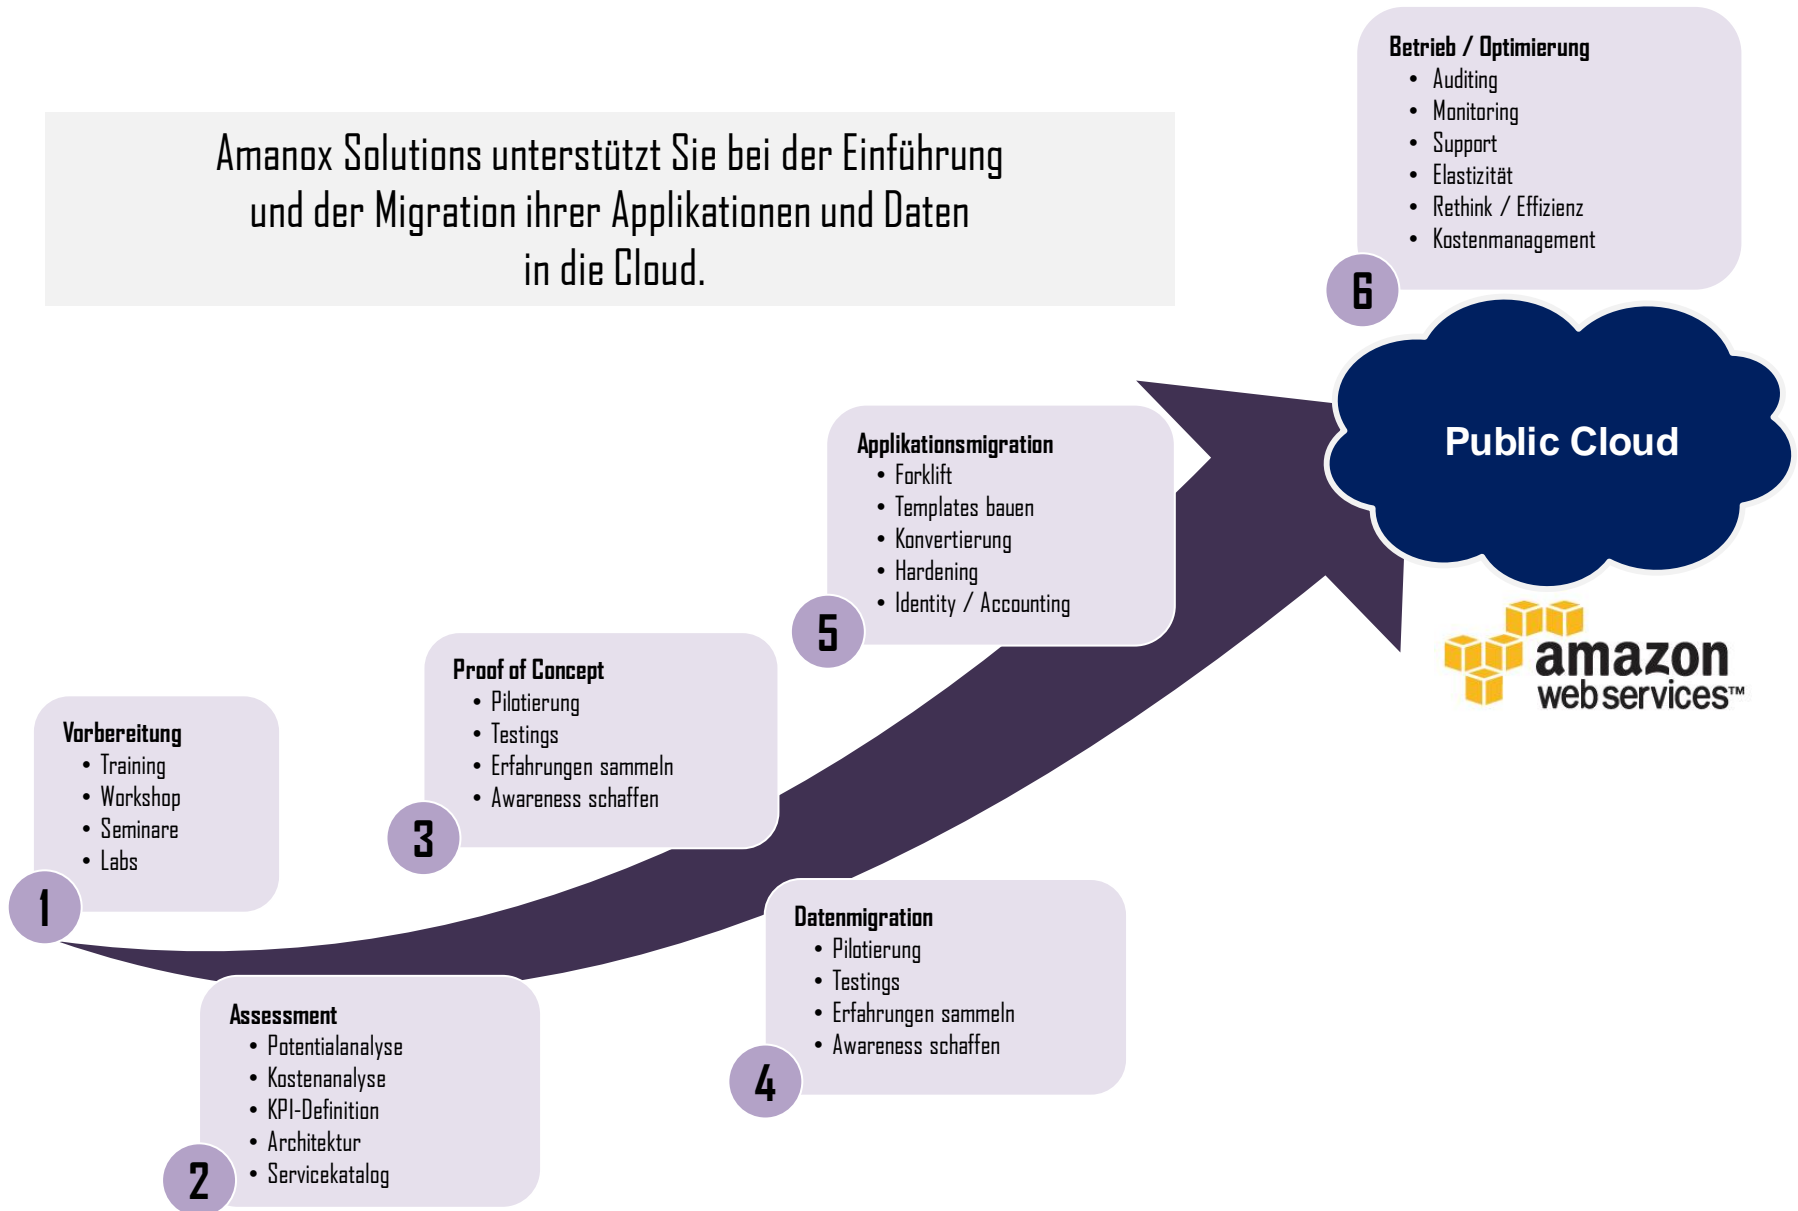 Amanox Solutions unterstützt Sie bei der Einführung
und der Migration ihrer Applikationen und Daten
in die Cloud.
1
Vorbereitung
• Training
• Workshop
• Seminare
• Labs
2
Assessment
• Potentialanalyse
• Kostenanalyse
• KPI-Definition
• Architektur
• Servicekatalog
3
Proof of Concept
• Pilotierung
• Testings
• Erfahrungen sammeln
• Awareness schaffen
4
Datenmigration
• Pilotierung
• Testings
• Erfahrungen sammeln
• Awareness schaffen
5
Applikationsmigration
• Forklift
• Templates bauen
• Konvertierung
• Hardening
• Identity / Accounting
6
Betrieb / Optimierung
• Auditing
• Monitoring
• Support
• Elastizität
• Rethink / Effizienz
• Kostenmanagement
Public Cloud
amazon
webservices™